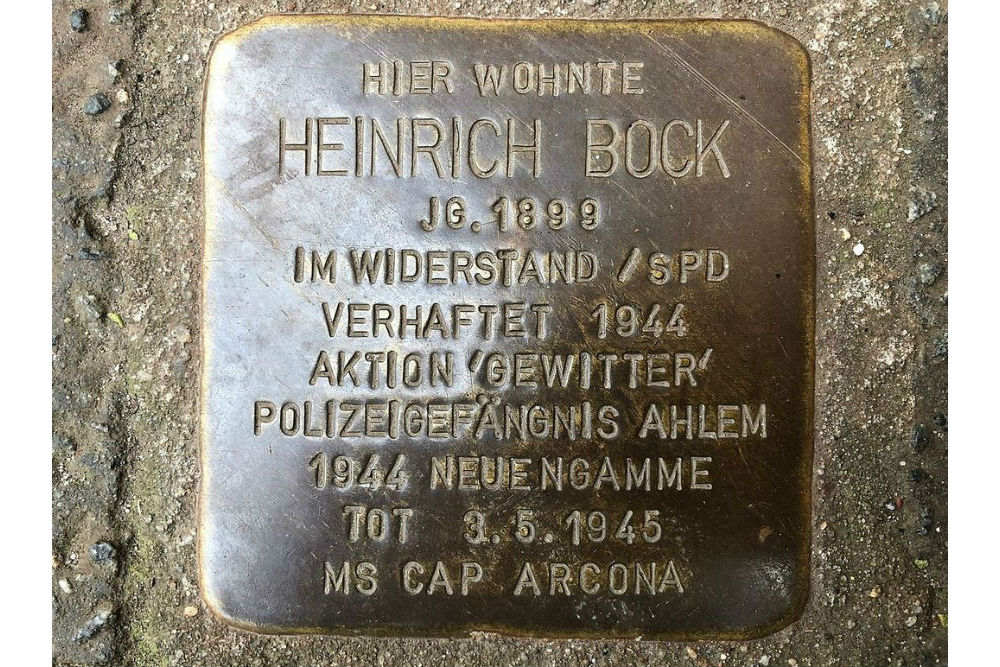 HIER WOHNTE
HEINRICH BOCK
JG. 1899
IM WIDERSTAND / SPD
VERHAFTET 1944
AKTION 'GEWITTER'
POLIZEIGEFÄNGNIS AHLEM
1944 NEUENGAMME
TOT 3.5.1945
MS CAP ARCONA